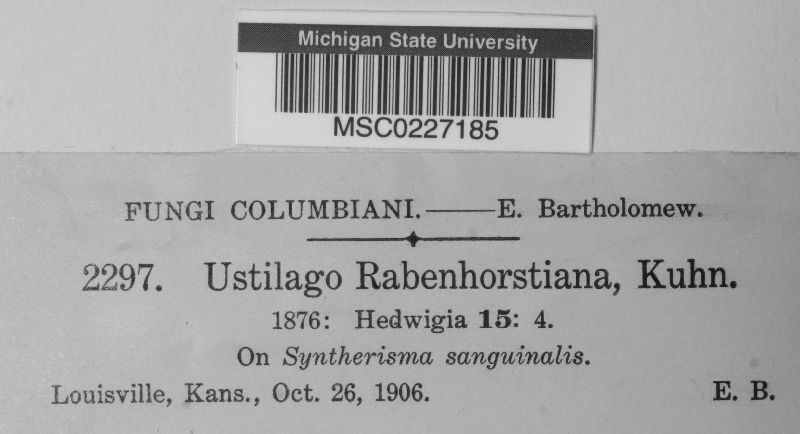 Michigan State University
MSC0227185
FUNGI COLUMBIANI.——E. Bartholomew.
2297. Ustilago Rabenhorstiana, Kuhn.
1876: Hedwigia 15: 4.
On Syntherisma sanguinalis.
Louisville, Kans., Oct. 26, 1906. E. B.